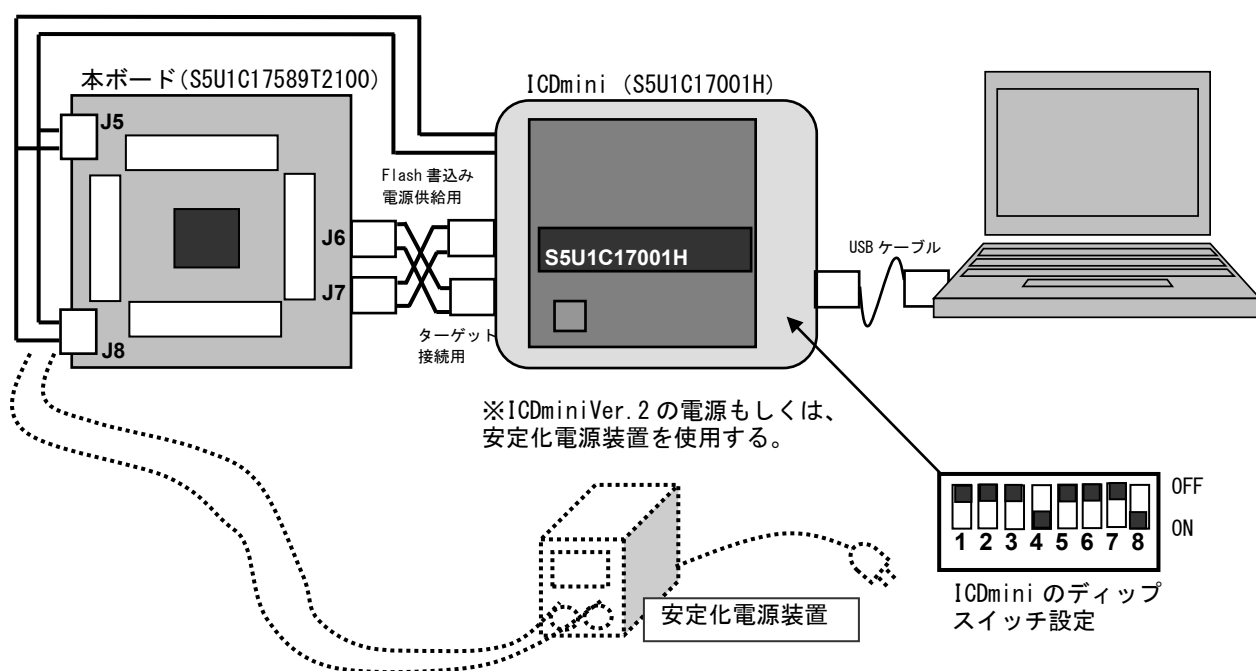 本ボード(S5U1C17589T2100)
ICDmini (S5U1C17001H)
J5
J6
J7
J8
Flash 書込み
電源供給用
ターゲット
接続用
S5U1C17001H
USB ケーブル
※ICDminiVer.2 の電源もしくは、
安定化電源装置を使用する。
安定化電源装置
OFF
ON
1 2 3 4 5 6 7 8
ICDmini のディップ
スイッチ設定